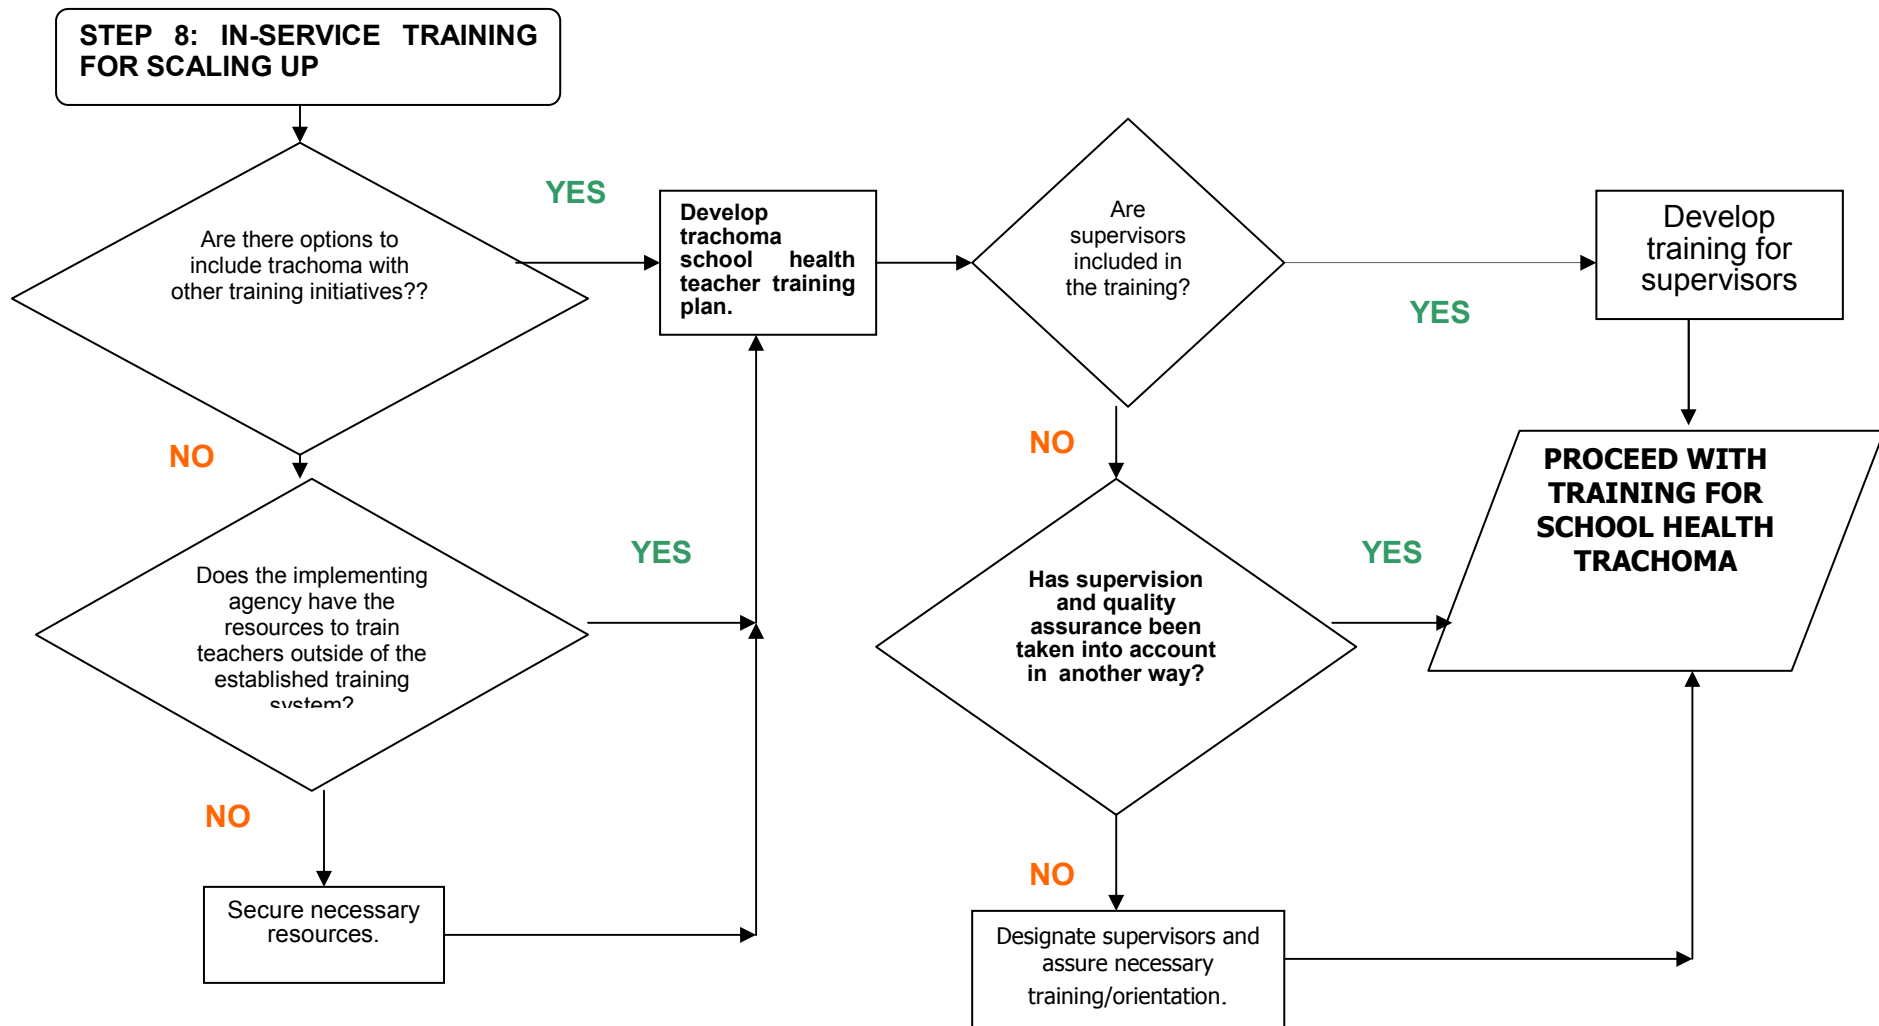 STEP 8: IN-SERVICE TRAINING
FOR SCALING UP
Are there options to
include trachoma with
other training initiatives??
YES
Develop
trachoma
school health
teacher training
plan.
Are
supervisors
included in
the training?
YES
Develop
training for
supervisors
NO
Does the implementing
agency have the
resources to train
teachers outside of the
established training
system?
YES
NO
Has supervision
and quality
assurance been
taken into account
in another way?
YES
PROCEED WITH
TRAINING FOR
SCHOOL HEALTH
TRACHOMA
NO
Secure necessary
resources.
NO
Designate supervisors and
assure necessary
training/orientation.